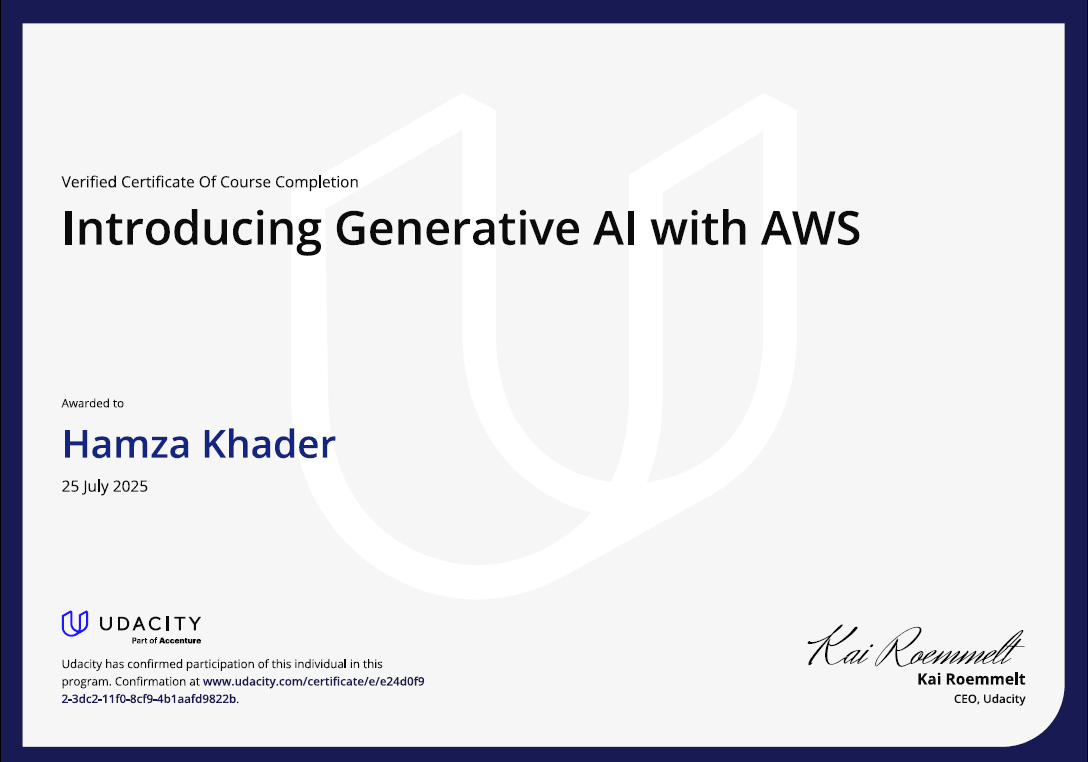 Verified Certificate Of Course Completion
Introducing Generative AI with AWS
Awarded to
Hamza Khader
25 July 2025
UDACITY
Part of Accenture
Udacity has confirmed participation of this individual in this
program. Confirmation at www.udacity.com/certificate/e/e24d0f9
2-3dc2-11f0-8cf9-4b1aafd9822b.
Kai Roemmelt
Kai Roemmelt
CEO, Udacity